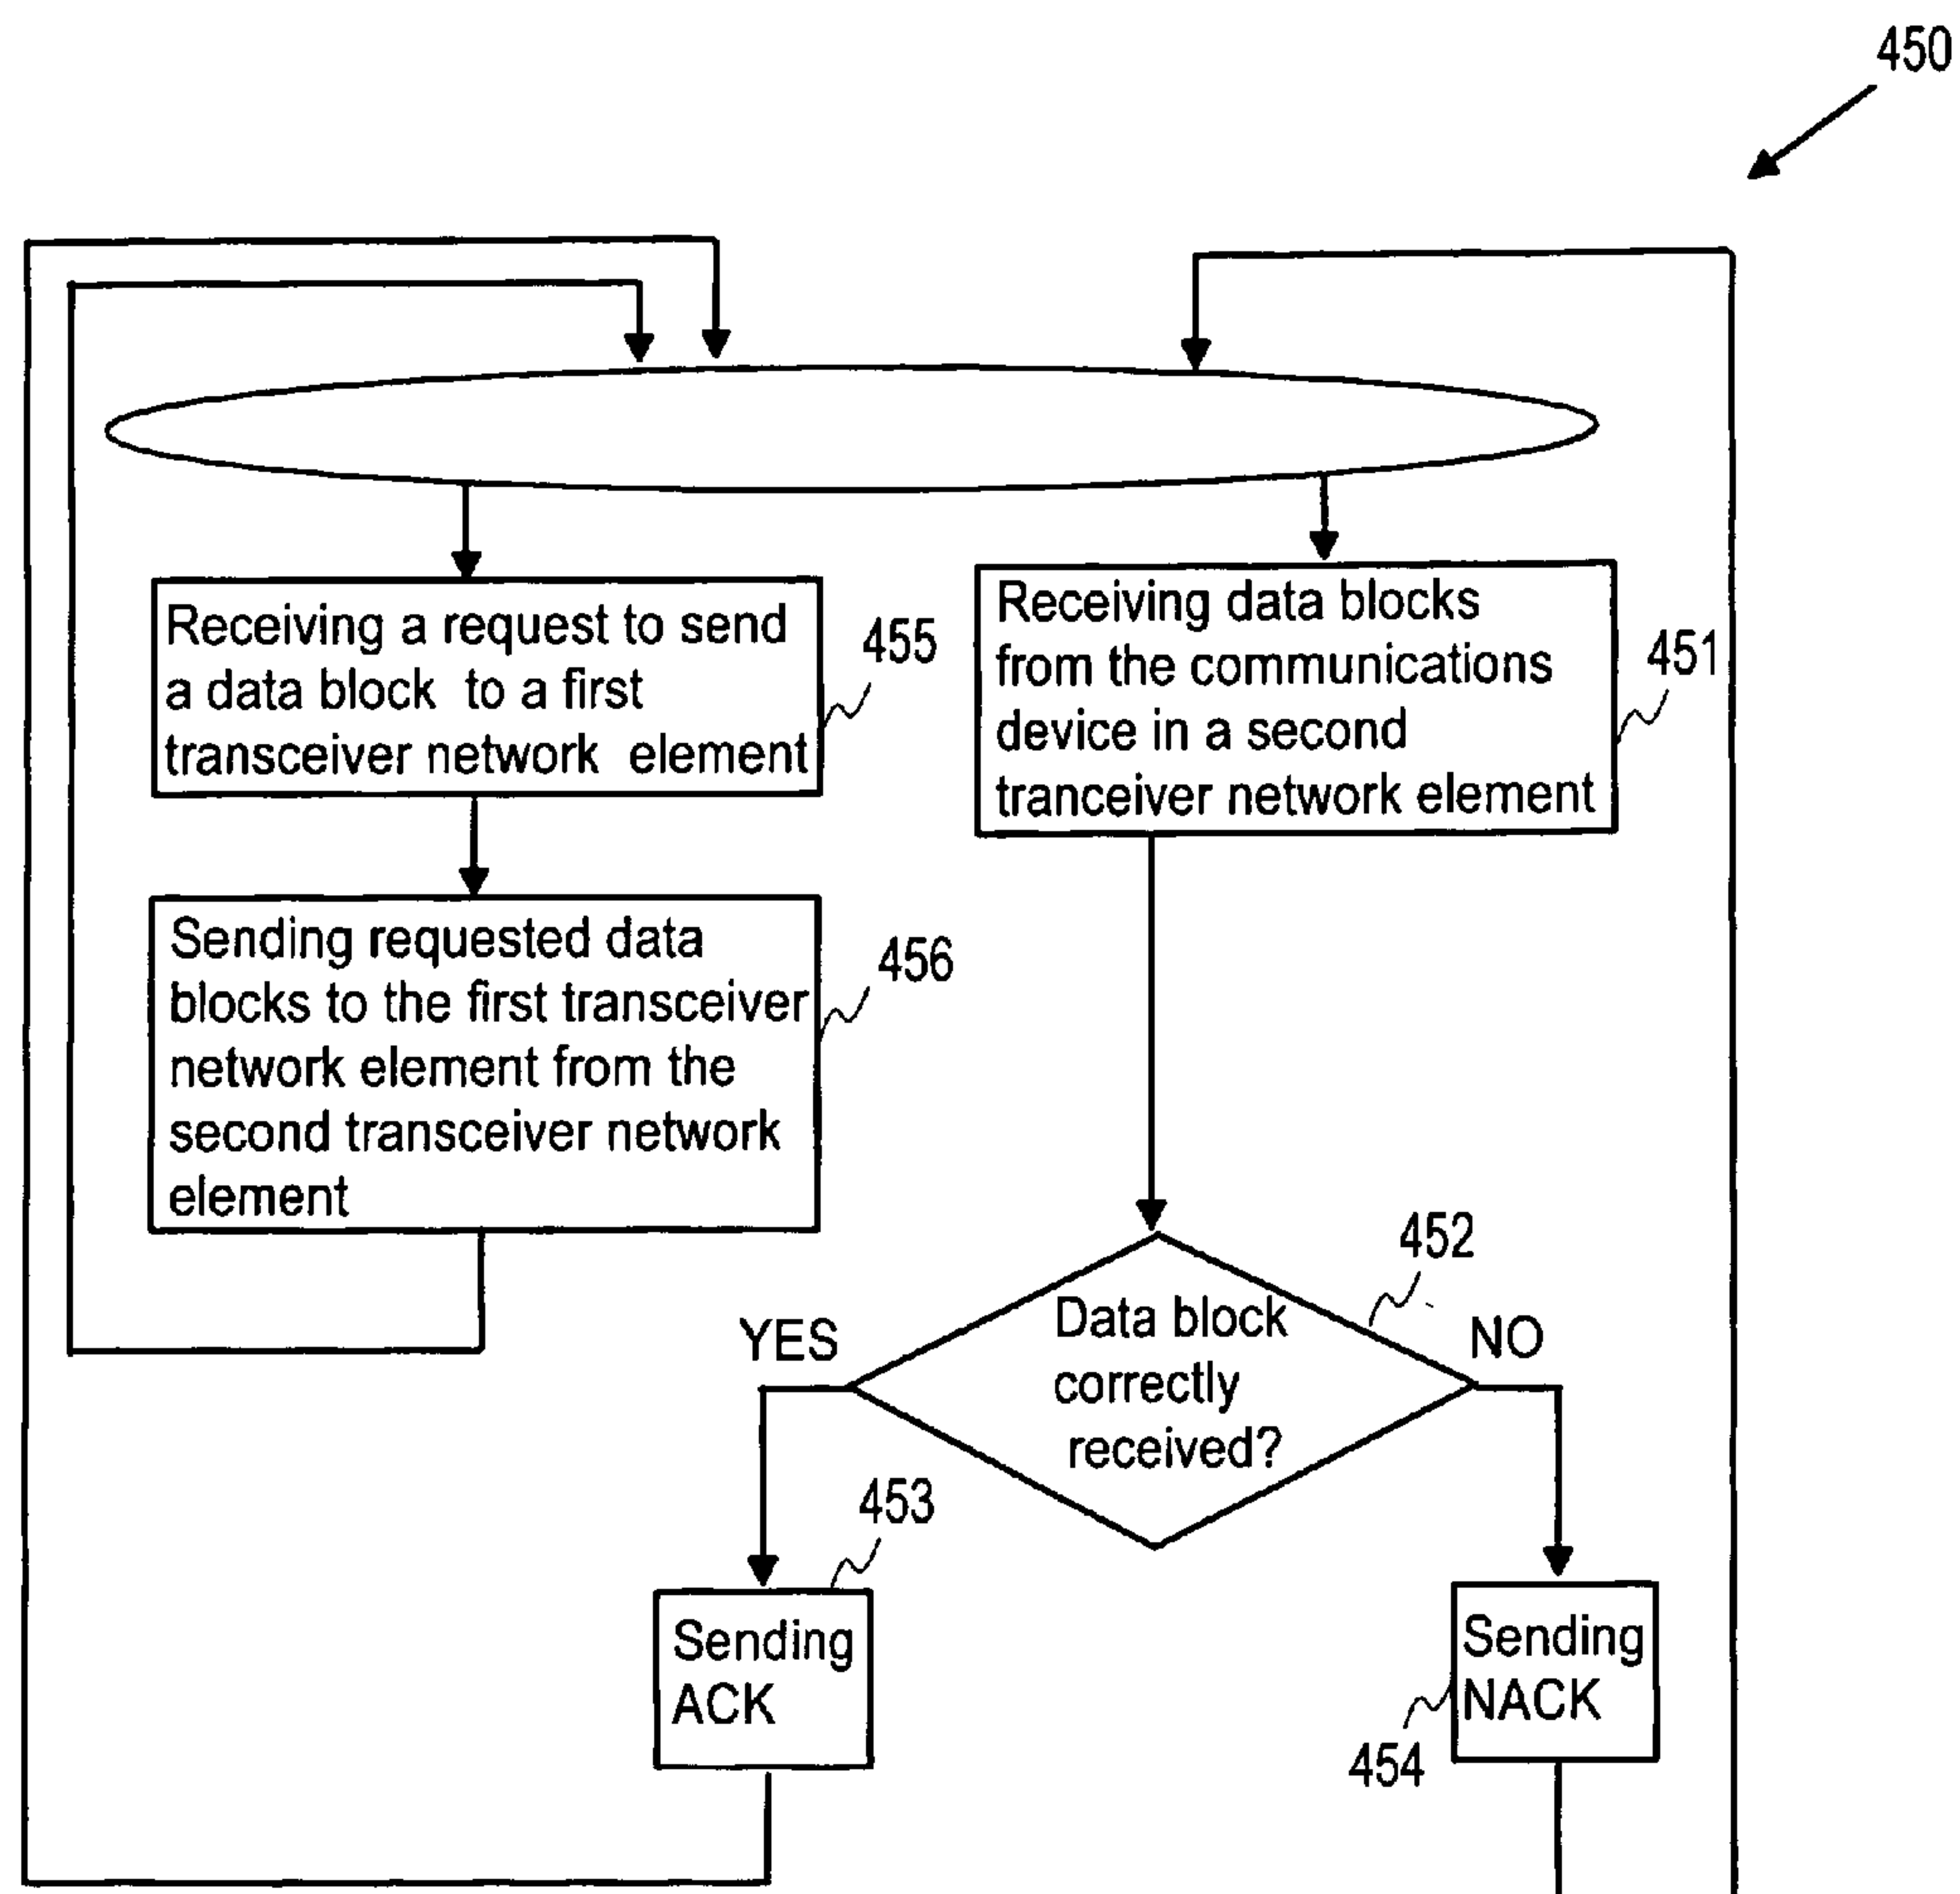 450
Receiving a request to send
a data block to a first
transceiver network element
455
Receiving data blocks
from the communications
device in a second
tranceiver network element
451
Sending requested data
blocks to the first transceiver
network element from the
second transceiver network
element
456
452
YES
Data block
correctly
received?
NO
453
Sending
ACK
Sending
NACK
454